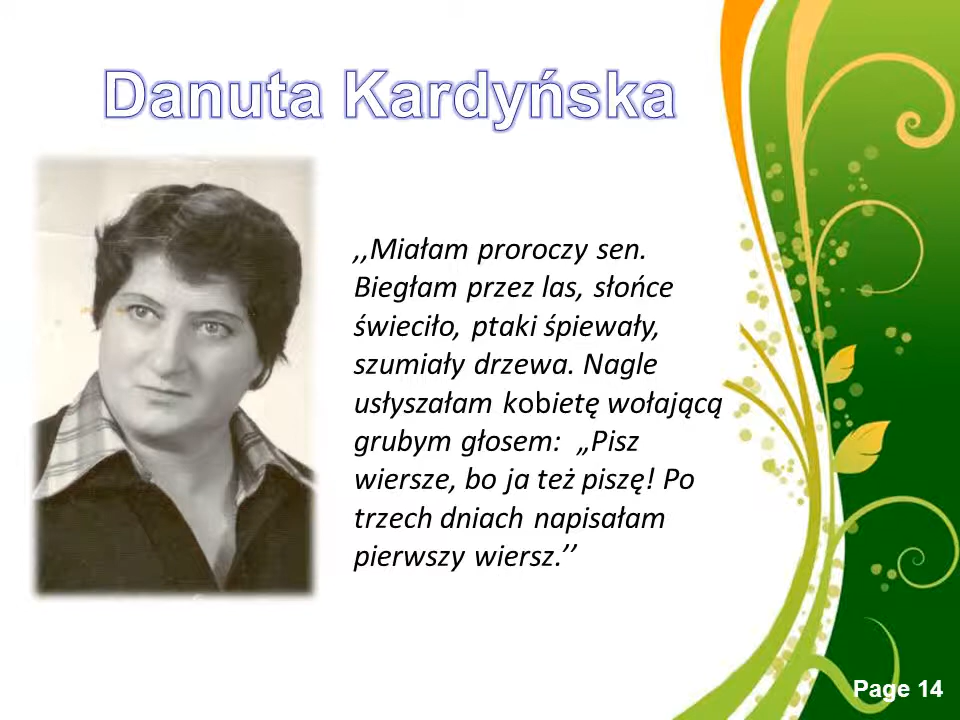 Danuta Kardyńska
,,Miałam proroczy sen.
Biegłam przez las, słońce
świeciło, ptaki śpiewały,
szumiały drzewa. Nagle
usłyszałam kobietę wołającą
grubym głosem:  „Pisz
wiersze, bo ja też piszę! Po
trzech dniach napisałam
pierwszy wiersz.’’
Page 14